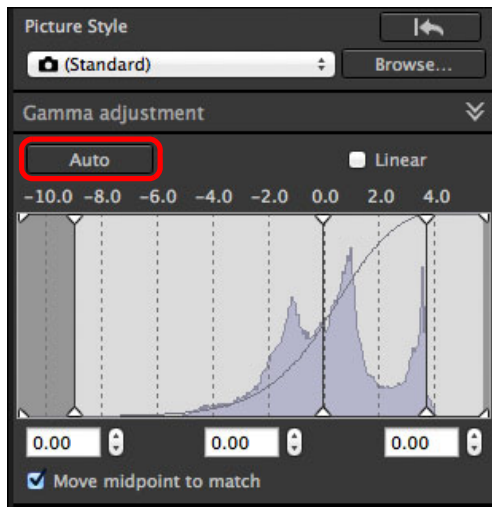 Picture Style
(Standard)
Browse...
Gamma adjustment
Auto
Linear
-10.0 -8.0 -6.0 -4.0 -2.0 0.0 2.0 4.0
0.00 0.00 0.00
Move midpoint to match